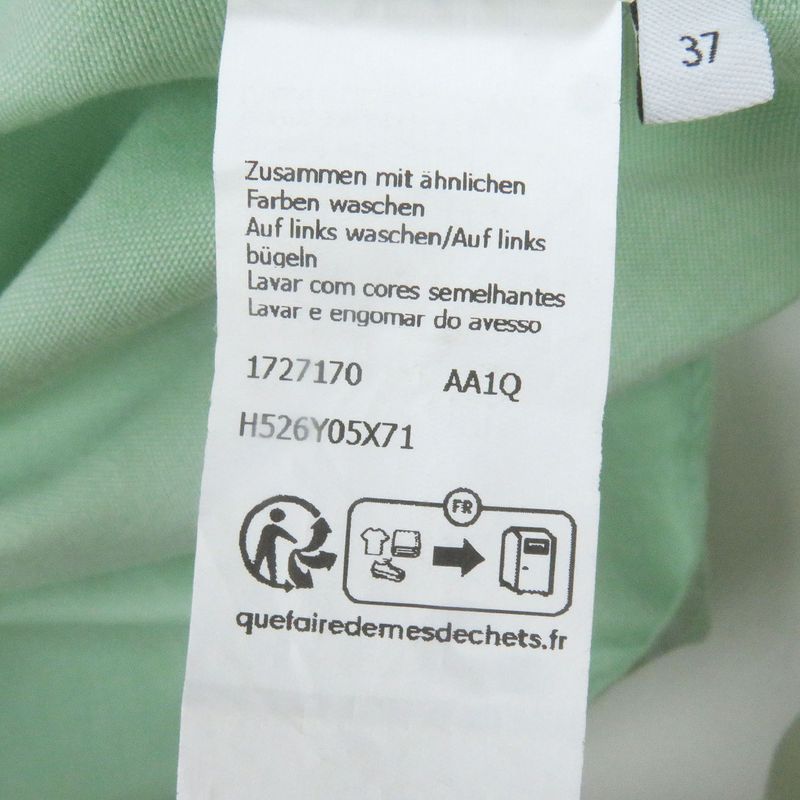 37
Zusammen mit ähnlichen
Farben waschen
Auf links waschen/Auf links
bügeln
Lavar com cores semelhantes
Lavar e engomar do avesso
1727170 AA1Q
H526Y05X71
FR
quefairedemesdechets.fr